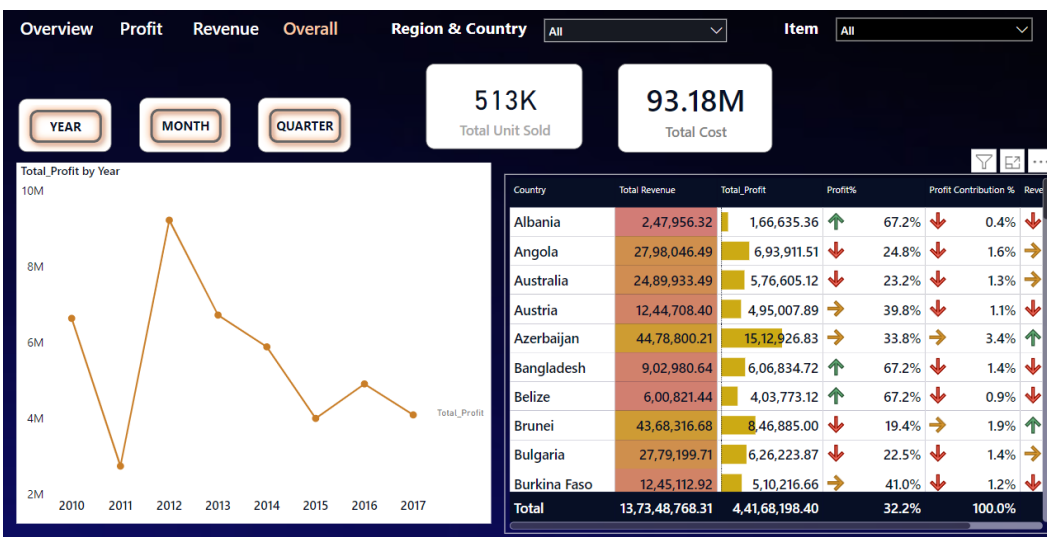 Overview Profit Revenue Overall Region & Country All Item All
513K
Total Unit Sold
93.18M
Total Cost
YEAR MONTH QUARTER
Total_Profit by Year
10M
8M
6M
4M
2M
Total_Profit
2010 2011 2012 2013 2014 2015 2016 2017
Country Total Revenue Total_Profit Profit% Profit Contribution % Reve
Albania 2,47,956.32 1,66,635.36 67.2% 0.4%
Angola 27,98,046.49 6,93,911.51 24.8% 1.6%
Australia 24,89,933.49 5,76,605.12 23.2% 1.3%
Austria 12,44,708.40 4,95,007.89 39.8% 1.1%
Azerbaijan 44,78,800.21 15,12,926.83 33.8% 3.4%
Bangladesh 9,02,980.64 6,06,834.72 67.2% 1.4%
Belize 6,00,821.44 4,03,773.12 67.2% 0.9%
Brunei 43,68,316.68 8,46,885.00 19.4% 1.9%
Bulgaria 27,79,199.71 6,26,223.87 22.5% 1.4%
Burkina Faso 12,45,112.92 5,10,216.66 41.0% 1.2%
Total 13,73,48,768.31 4,41,68,198.40 32.2% 100.0%